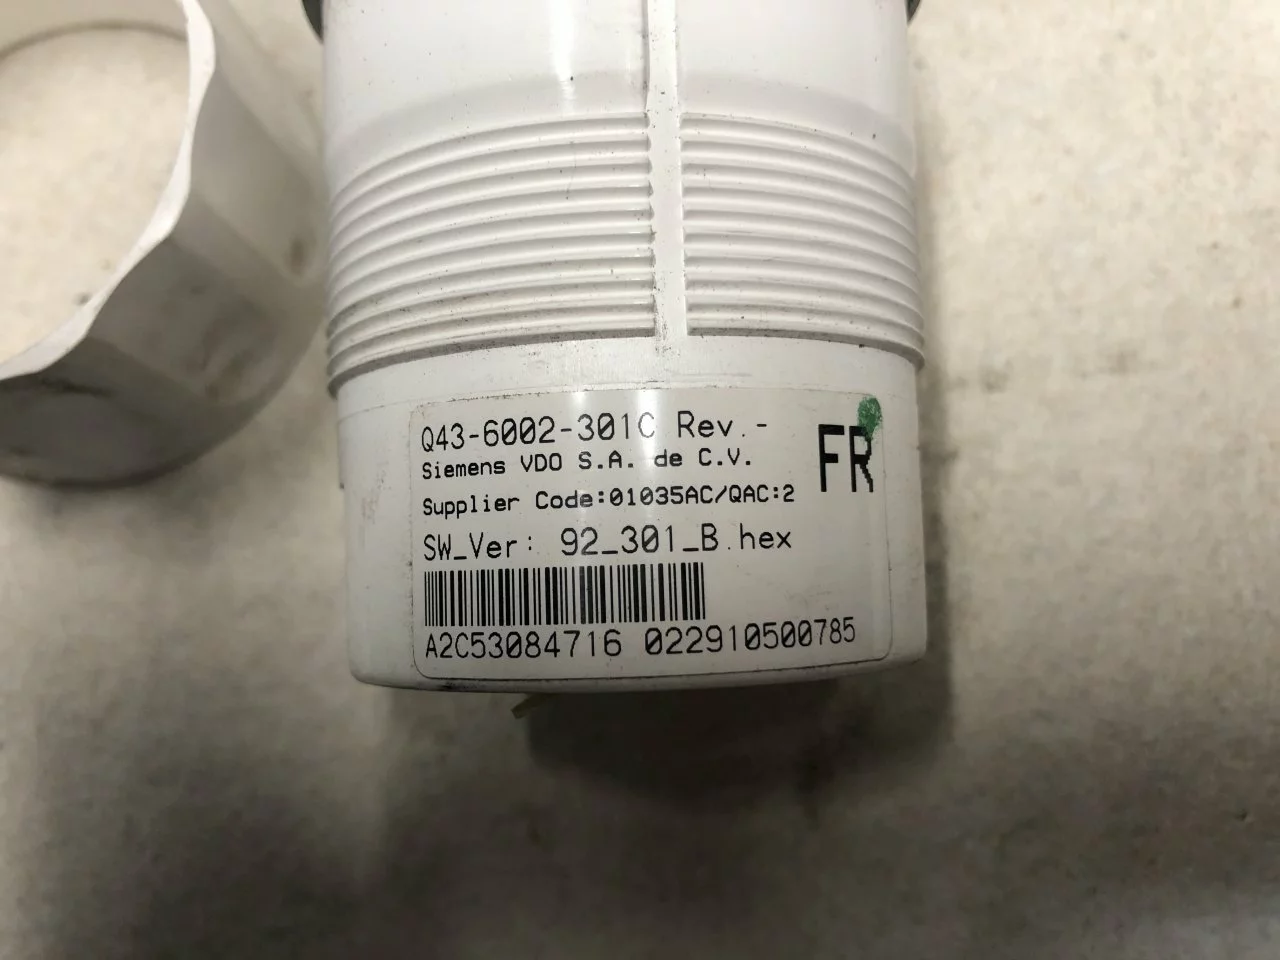 Q43-6002-301C Rev.-
Siemens VDO S.A. de C.V.
FR
Supplier Code:01035AC/QAC:2
SW_Ver: 92_301_B.hex
A2C53084716 022910500785